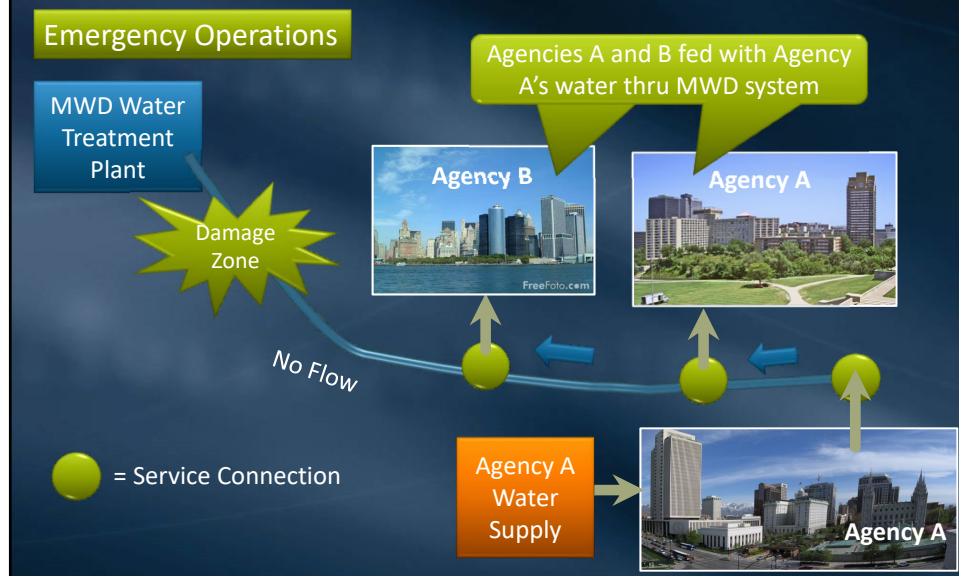 Emergency Operations
Agencies A and B fed with Agency
A's water thru MWD system
MWD Water
Treatment
Plant
Agency B
Agency A
Damage
Zone
FreeFoto.com
No Flow
= Service Connection
Agency A
Water
Supply
Agency A